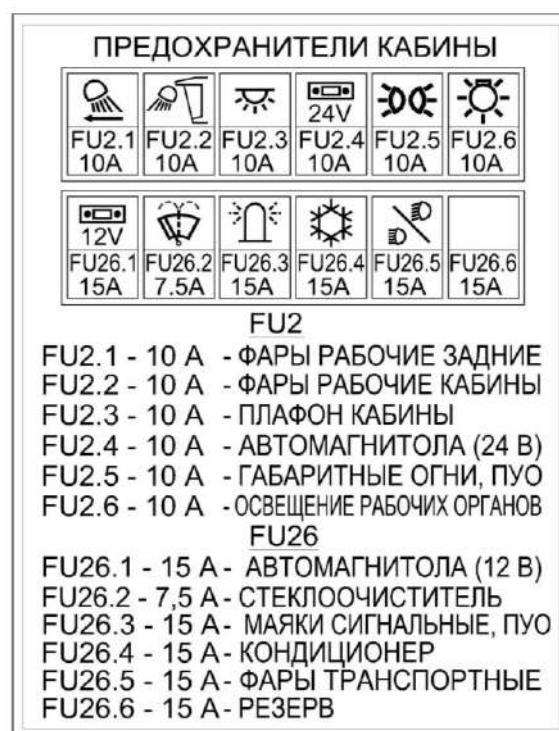 ПРЕДОХРАНИТЕЛИ КАБИНЫ
24V
FU2.1 FU2.2 FU2.3 FU2.4 FU2.5 FU2.6
10A 10A 10A 10A 10A 10A
12V
FU26.1 FU26.2 FU26.3 FU26.4 FU26.5 FU26.6
15A 7.5A 15A 15A 15A 15A
FU2
FU2.1 - 10 А - ФАРЫ РАБОЧИЕ ЗАДНИЕ
FU2.2 - 10 А - ФАРЫ РАБОЧИЕ КАБИНЫ
FU2.3 - 10 А - ПЛАФОН КАБИНЫ
FU2.4 - 10 А - АВТОМАГНИТОЛА (24 В)
FU2.5 - 10 А - ГАБАРИТНЫЕ ОГНИ, ПУО
FU2.6 - 10 А - ОСВЕЩЕНИЕ РАБОЧИХ ОРГАНОВ
FU26
FU26.1 - 15 А - АВТОМАГНИТОЛА (12 В)
FU26.2 - 7,5 А - СТЕКЛООЧИСТИТЕЛЬ
FU26.3 - 15 А - МАЯКИ СИГНАЛЬНЫЕ, ПУО
FU26.4 - 15 А - КОНДИЦИОНЕР
FU26.5 - 15 А - ФАРЫ ТРАНСПОРТНЫЕ
FU26.6 - 15 А - РЕЗЕРВ